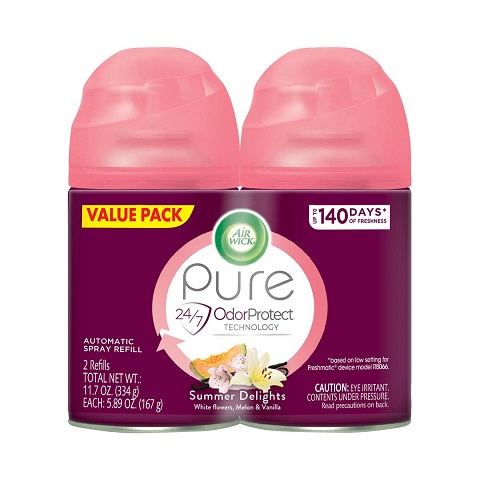 VALUE PACK
UP TO 140 DAYS*
OF FRESHNESS
AIR
WICK
Pure
24/7 OdorProtect
TECHNOLOGY
AUTOMATIC
SPRAY REFILL
2 Refills
TOTAL NET WT.:
11.7 OZ. (334 g)
EACH: 5.89 OZ. (167 g)
*based on low setting for
Freshmatic® device model R8066.
CAUTION: EYE IRRITANT.
CONTENTS UNDER PRESSURE.
Read precautions on back.
Summer Delights
White flowers, Melon & Vanilla